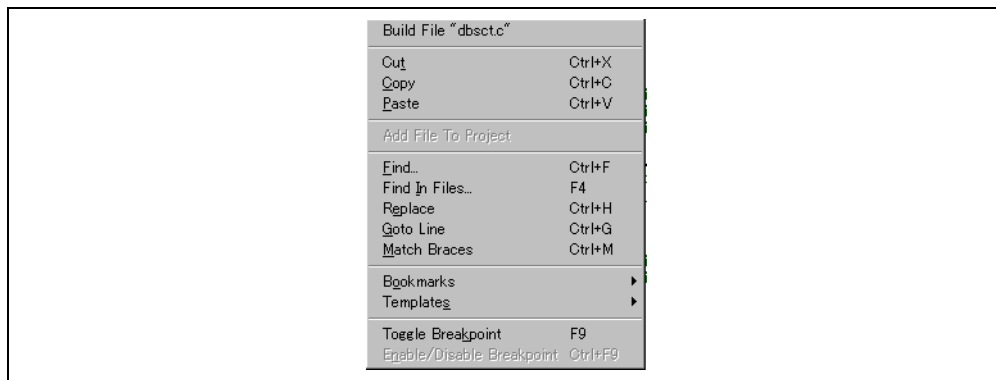 Build File "dbsct.c"
Cut Ctrl+X
Copy Ctrl+C
Paste Ctrl+V
Add File To Project
Find... Ctrl+F
Find In Files... F4
Replace Ctrl+H
Goto Line Ctrl+G
Match Braces Ctrl+M
Bookmarks
Templates
Toggle Breakpoint F9
Enable/Disable Breakpoint Ctrl+F9